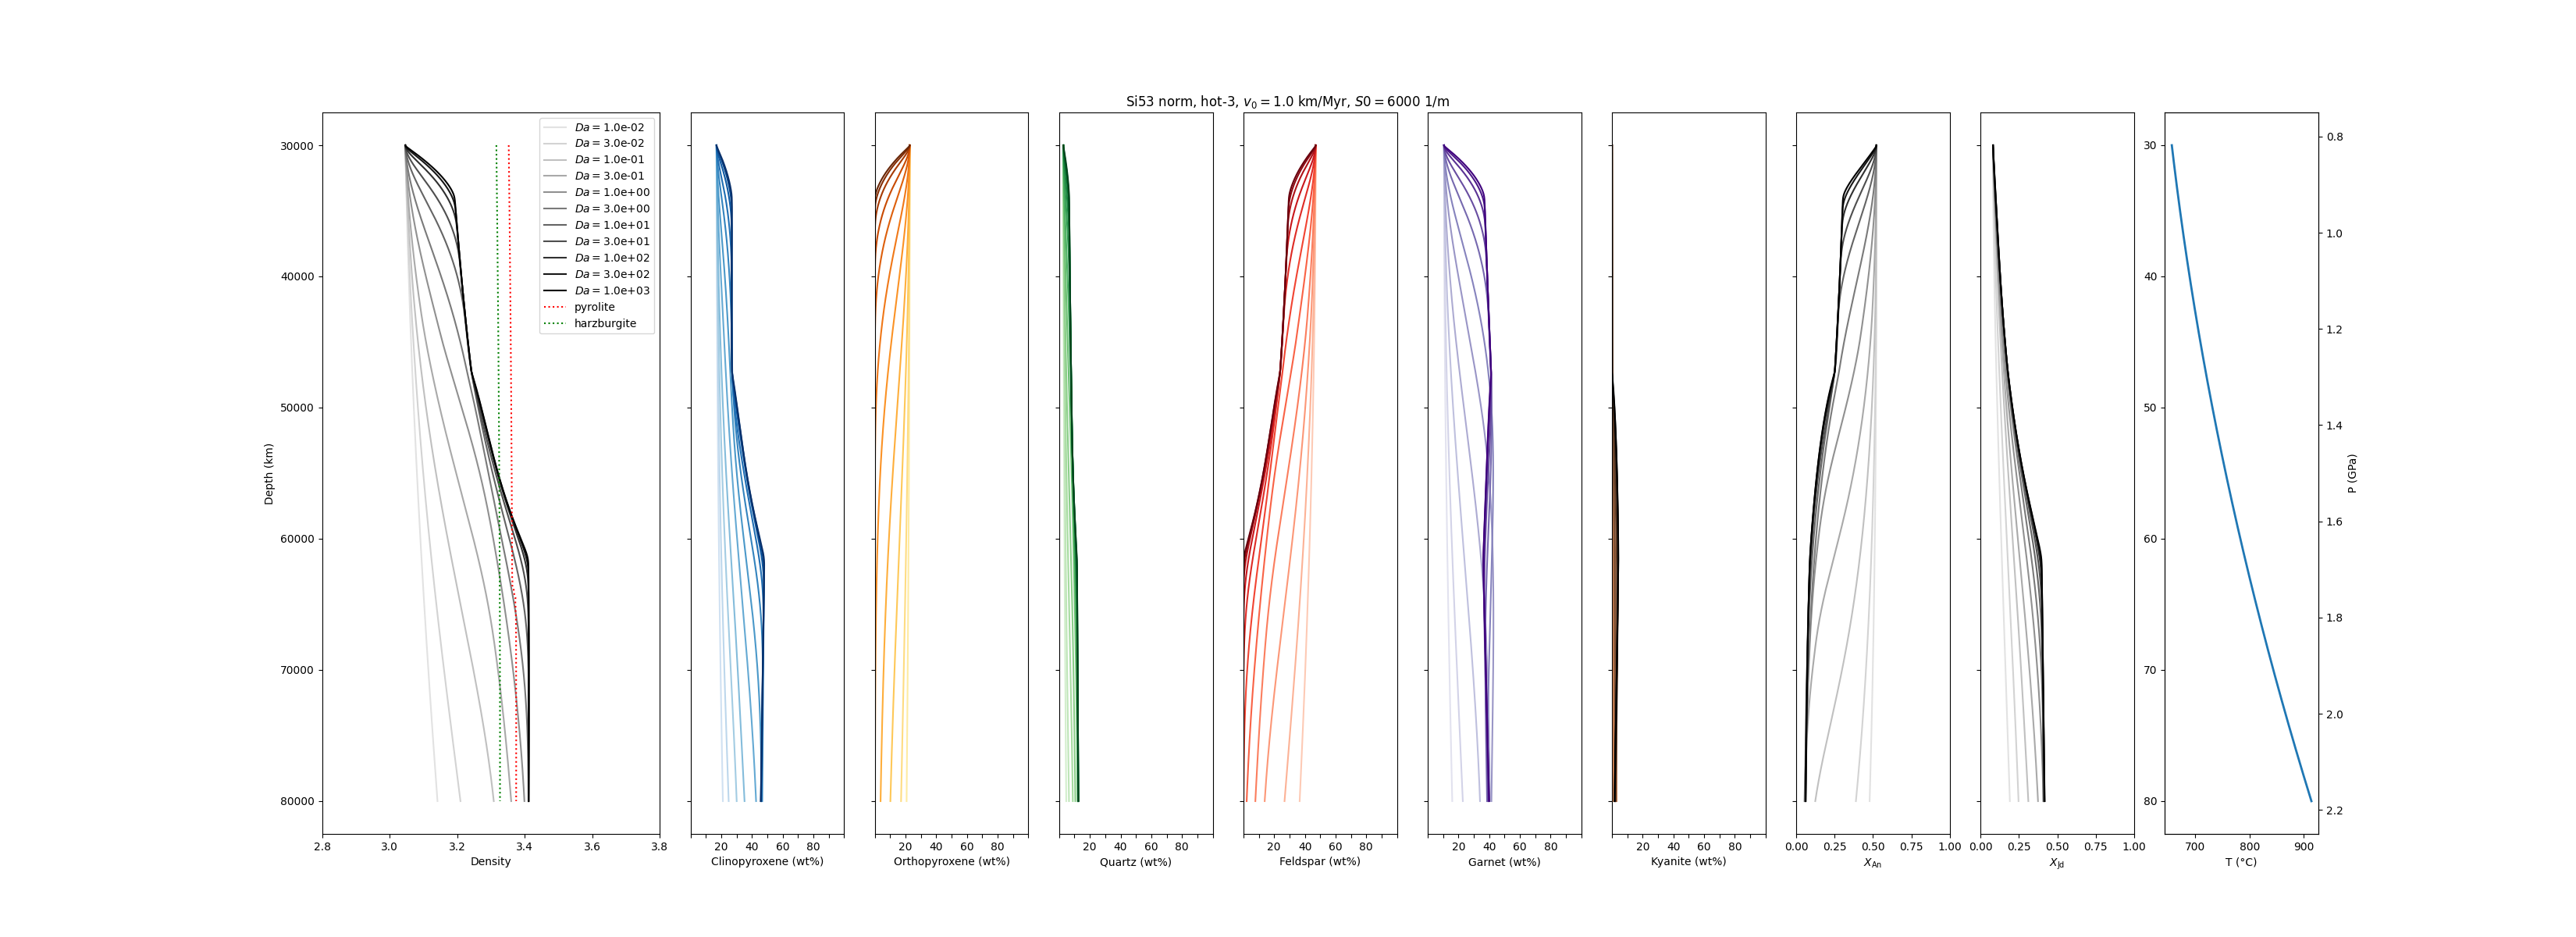 Si53 norm, hot-3, v₀ = 1.0 km/Myr, S0 = 6000 1/m
Da = 1.0e-02
Da = 3.0e-02
Da = 1.0e-01
Da = 3.0e-01
Da = 1.0e+00
Da = 3.0e+00
Da = 1.0e+01
Da = 3.0e+01
Da = 1.0e+02
Da = 3.0e+02
Da = 1.0e+03
pyrolite
harzburgite
Depth (km)
30000
40000
50000
60000
70000
80000
2.8 3.0 3.2 3.4 3.6 3.8
Density
20 40 60 80
Clinopyroxene (wt%)
20 40 60 80
Orthopyroxene (wt%)
20 40 60 80
Quartz (wt%)
20 40 60 80
Feldspar (wt%)
20 40 60 80
Garnet (wt%)
20 40 60 80
Kyanite (wt%)
0.00 0.25 0.50 0.75 1.00
X_An
0.00 0.25 0.50 0.75 1.00
X_Jd
30
40
50
60
70
80
700 800 900
T (°C)
0.8
1.0
1.2
1.4
1.6
1.8
2.0
2.2
P (GPa)